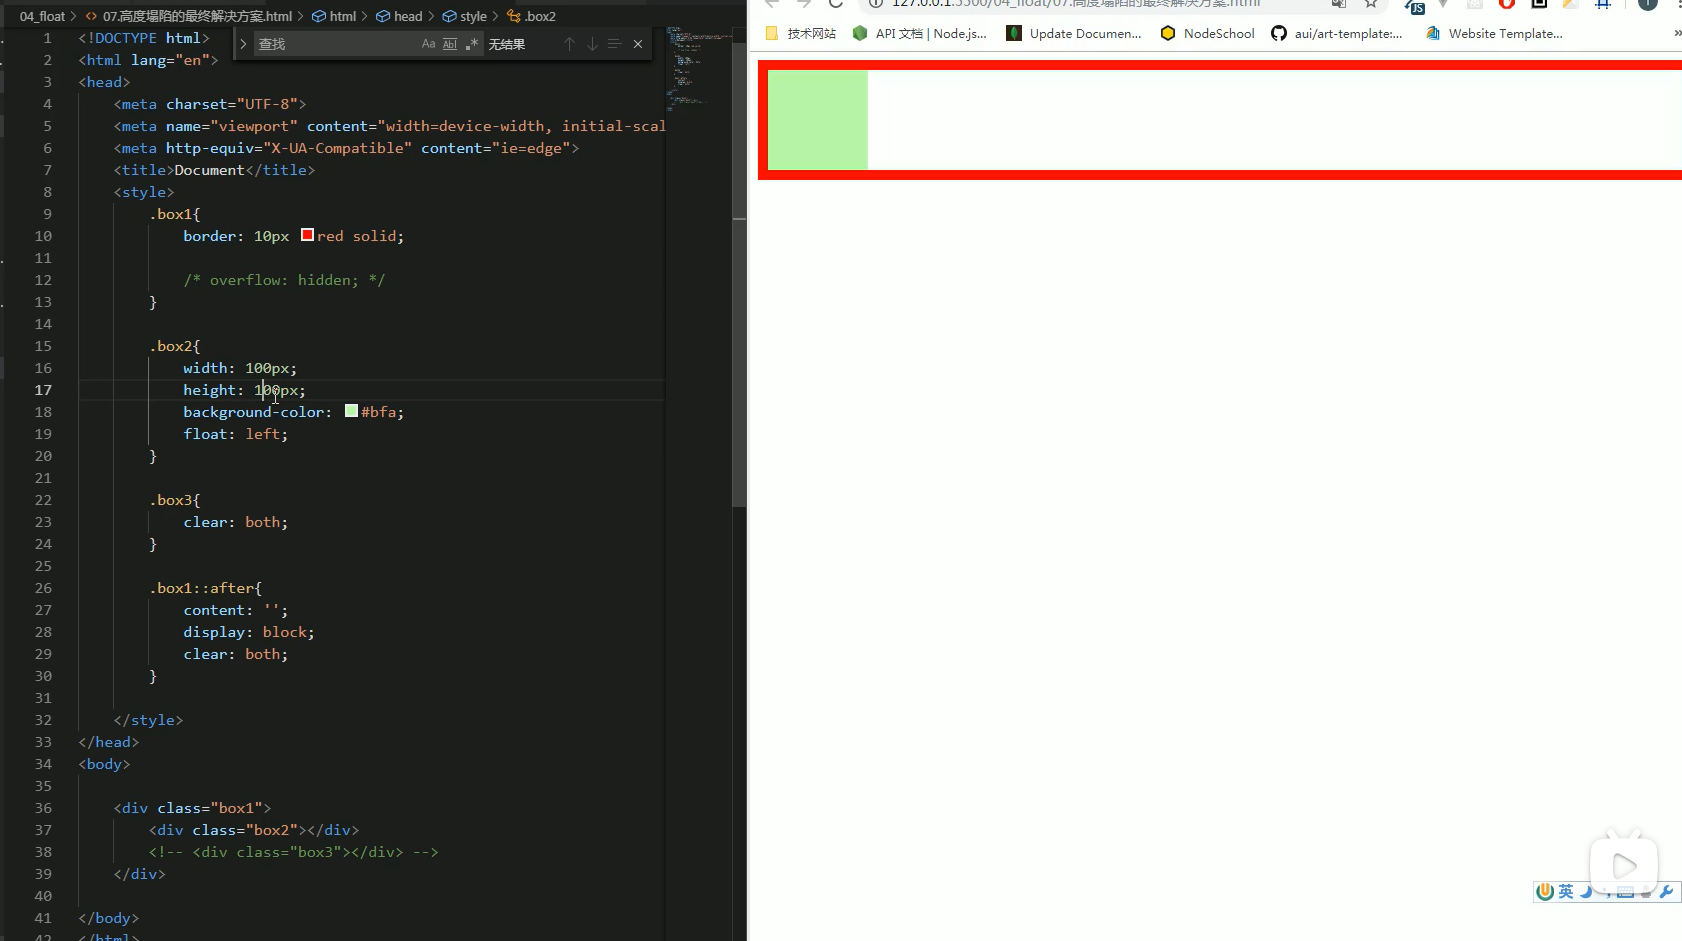 04_float > <> 07.高度塌陷的最终解决方案.html > html > head > style > .box2
查找
Aa
Ab
.*
无结果
1 <!DOCTYPE html>
2 <html lang="en">
3 <head>
4 <meta charset="UTF-8">
5 <meta name="viewport" content="width=device-width, initial-scal
6 <meta http-equiv="X-UA-Compatible" content="ie=edge">
7 <title>Document</title>
8 <style>
9 .box1{
10 border: 10px red solid;
11
12 /* overflow: hidden; */
13 }
14
15 .box2{
16 width: 100px;
17 height: 100px;
18 background-color: #bfa;
19 float: left;
20 }
21
22 .box3{
23 clear: both;
24 }
25
26 .box1::after{
27 content: '';
28 display: block;
29 clear: both;
30 }
31
32 </style>
33 </head>
34 <body>
35
36 <div class="box1">
37 <div class="box2"></div>
38 <!-- <div class="box3"></div> -->
39 </div>
40
41 </body>
42 </html>
127.0.0.1:5500/04_float/07.高度塌陷的最终解决方案.html
JS
技术网站
API 文档 | Node.js...
Update Documen...
NodeSchool
aui/art-template:...
Website Template...
»
英